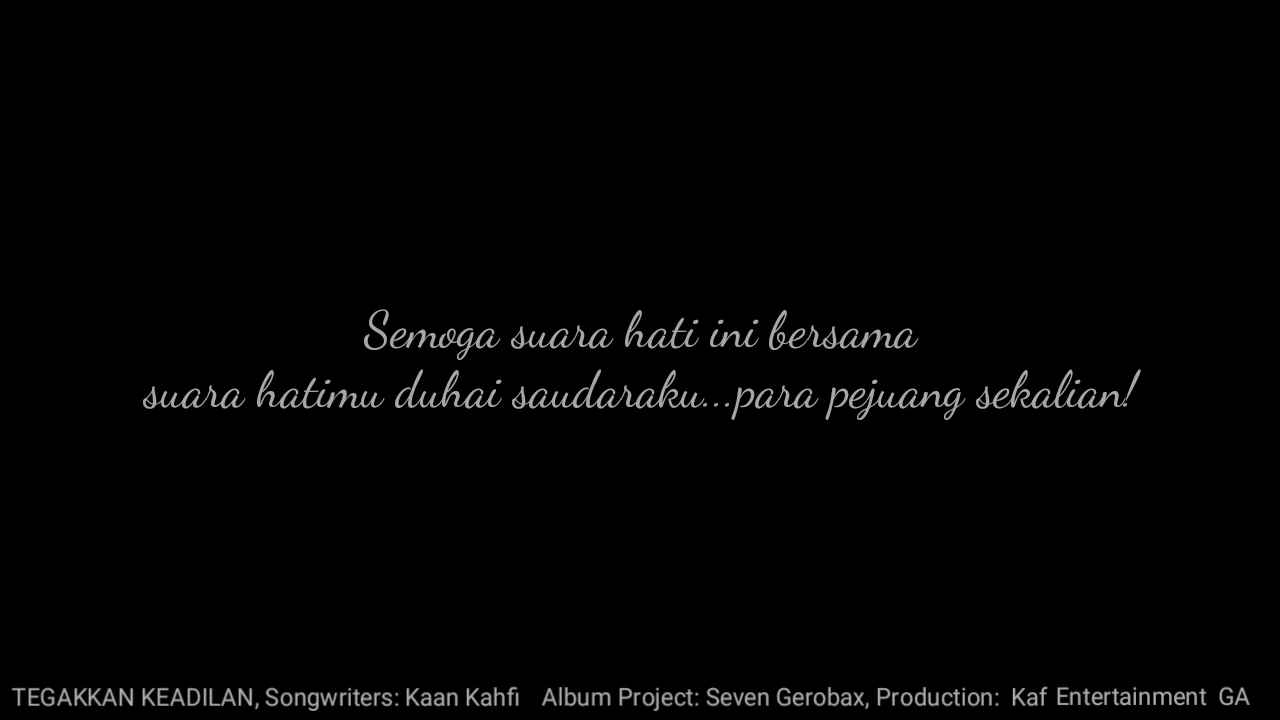 Semoga suara hati ini bersama
suara hatimu duhai saudaraku...para pejuang sekalian!
TEGAKKAN KEADILAN, Songwriters: Kaan Kahfi Album Project: Seven Gerobax, Production: Kaf Entertainment GA